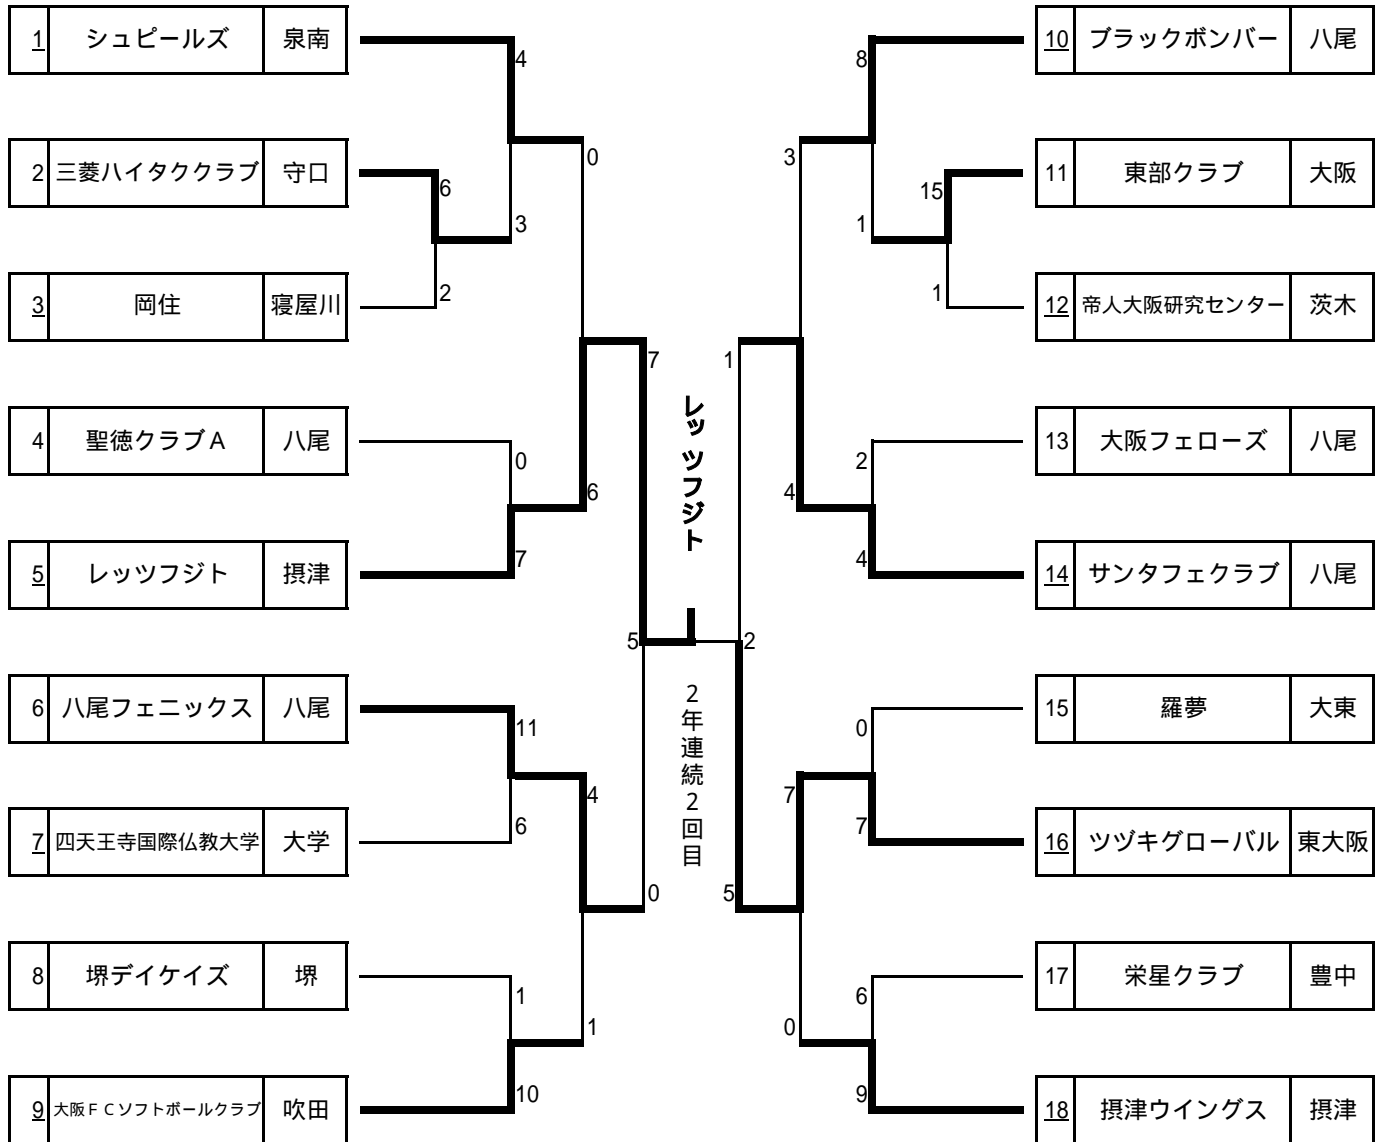 1 シュピールズ 泉南
2 三菱ハイタククラブ 守口
3 岡住 寝屋川
4 聖徳クラブA 八尾
5 レッツフジト 摂津
6 八尾フェニックス 八尾
7 四天王寺国際仏教大学 大学
8 堺デイケイズ 堺
9 大阪FCソフトボールクラブ 吹田
4
0
6
3
2
7
0
6
7
5
11
4
6
0
1
1
10
レッツフジト
2年連続2回目
8
3
15
1
1
1
2
4
4
2
0
7
7
5
6
0
9
10 ブラックボンバー 八尾
11 東部クラブ 大阪
12 帝人大阪研究センター 茨木
13 大阪フェローズ 八尾
14 サンタフェクラブ 八尾
15 羅夢 大東
16 ツヅキグローバル 東大阪
17 栄星クラブ 豊中
18 摂津ウイングス 摂津